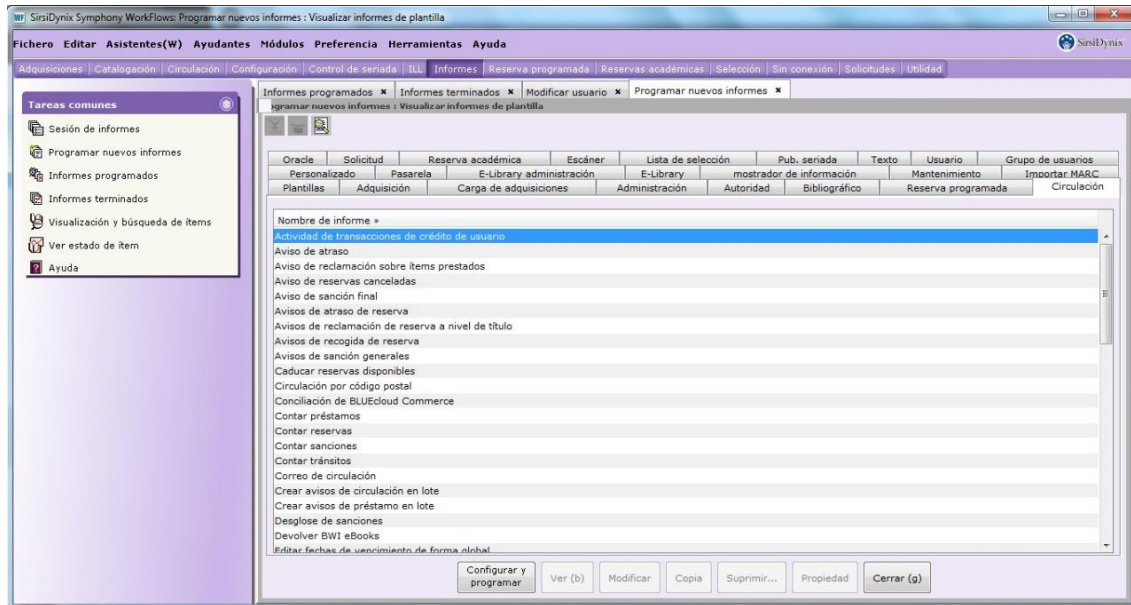 SirsiDynix Symphony WorkFlows: Programar nuevos informes : Visualizar informes de plantilla
Fichero Editar Asistentes(W) Ayudantes Módulos Preferencia Herramientas Ayuda
SirsiDynix
Adquisiciones Catalogación Circulación Configuración Control de seriada ILL Informes Reserva programada Reservas académicas Selección Sin conexión Solicitudes Utilidad
Tareas comunes
Sesión de informes
Programar nuevos informes
Informes programados
Informes terminados
Visualización y búsqueda de ítems
Ver estado de ítem
Ayuda
Informes programados Informes terminados Modificar usuario Programar nuevos informes
ogramar nuevos informes : Visualizar informes de plantilla
Oracle Solicitud Reserva académica Escáner Lista de selección Pub. seriada Texto Usuario Grupo de usuarios
Personalizado Pasarela E-Library administración E-Library mostrador de información Mantenimiento Importar MARC
Plantillas Adquisición Carga de adquisiciones Administración Autoridad Bibliográfico Reserva programada Circulación
Nombre de informe »
Actividad de transacciones de crédito de usuario
Aviso de atraso
Aviso de reclamación sobre ítems prestados
Aviso de reservas canceladas
Aviso de sanción final
Avisos de atraso de reserva
Avisos de reclamación de reserva a nivel de título
Avisos de recogida de reserva
Avisos de sanción generales
Caducar reservas disponibles
Circulación por código postal
Conciliación de BLUEcloud Commerce
Contar préstamos
Contar reservas
Contar sanciones
Contar tránsitos
Correo de circulación
Crear avisos de circulación en lote
Crear avisos de préstamo en lote
Desglose de sanciones
Devolver BWI eBooks
Editar fechas de vencimiento de forma global
Configurar y
programar
Ver (b) Modificar Copia Suprimir... Propiedad Cerrar (g)